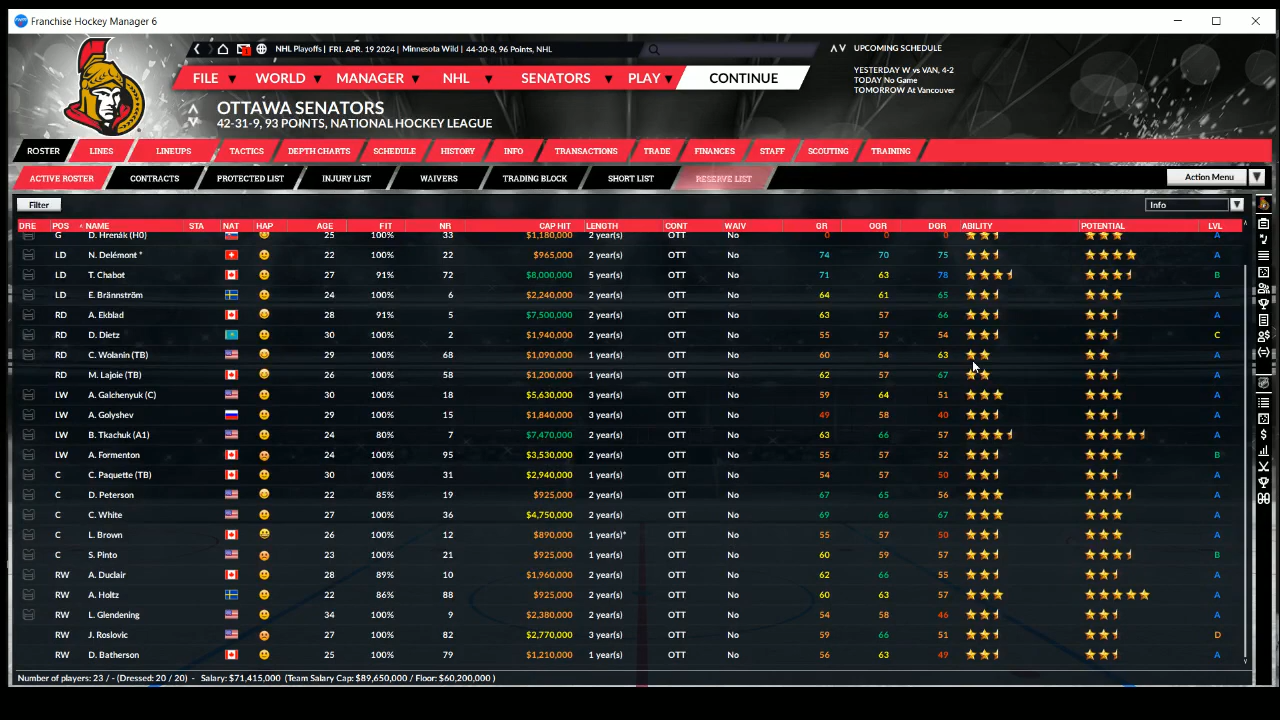 Franchise Hockey Manager 6
NHL Playoffs| FRI. APR. 19 2024 | Minnesota Wild | 44-30-8, 96 Points, NHL
FILE WORLD MANAGER NHL SENATORS PLAY CONTINUE
UPCOMING SCHEDULE
YESTERDAY W vs VAN, 4-2
TODAY No Game
TOMORROW At Vancouver
OTTAWA SENATORS
42-31-9, 93 POINTS, NATIONAL HOCKEY LEAGUE
ROSTER LINES LINEUPS TACTICS DEPTH CHARTS SCHEDULE HISTORY INFO TRANSACTIONS TRADE FINANCES STAFF SCOUTING TRAINING
ACTIVE ROSTER CONTRACTS PROTECTED LIST INJURY LIST WAIVERS TRADING BLOCK SHORT LIST RESERVE LIST Action Menu
Filter Info
DRE POS NAME STA NAT HAP AGE FIT NR CAP HIT LENGTH CONT WAIV GR OGR DGR ABILITY POTENTIAL LVL
G D. Hrenák (H0) 25 100% 33 $1,180,000 2 year(s) OTT No 0 0 0 A
LD N. Delémont * 22 100% 22 $965,000 2 year(s) OTT No 74 70 75 A
LD T. Chabot 27 91% 72 $8,000,000 5 year(s) OTT No 71 63 78 B
LD E. Brännström 24 100% 6 $2,240,000 2 year(s) OTT No 64 61 65 A
RD A. Ekblad 28 91% 5 $7,500,000 2 year(s) OTT No 63 57 66 A
RD D. Dietz 30 100% 2 $1,940,000 2 year(s) OTT No 55 57 54 C
RD C. Wolanin (TB) 29 100% 68 $1,090,000 1 year(s) OTT No 60 54 63 A
RD M. Lajoie (TB) 26 100% 58 $1,200,000 1 year(s) OTT No 62 57 67 A
LW A. Galchenyuk (C) 30 100% 18 $5,630,000 3 year(s) OTT No 59 64 51 A
LW A. Golyshev 29 100% 15 $1,840,000 3 year(s) OTT No 49 58 40 A
LW B. Tkachuk (A1) 24 80% 7 $7,470,000 2 year(s) OTT No 63 66 57 A
LW A. Formenton 24 100% 95 $3,530,000 2 year(s) OTT No 55 57 52 B
C C. Paquette (TB) 30 100% 31 $2,940,000 1 year(s) OTT No 54 57 50 A
C D. Peterson 22 85% 19 $925,000 2 year(s) OTT No 67 65 56 A
C C. White 27 100% 36 $4,750,000 2 year(s) OTT No 69 66 67 A
C L. Brown 26 100% 12 $890,000 1 year(s)* OTT No 55 57 50 A
C S. Pinto 23 100% 21 $925,000 2 year(s) OTT No 60 59 57 B
RW A. Duclair 28 89% 10 $1,960,000 2 year(s) OTT No 62 66 55 A
RW A. Holtz 22 86% 88 $925,000 2 year(s) OTT No 60 63 57 A
RW L. Glendening 34 100% 9 $2,380,000 2 year(s) OTT No 54 58 46 A
RW J. Roslovic 27 100% 82 $2,770,000 3 year(s) OTT No 59 66 51 D
RW D. Batherson 25 100% 79 $1,210,000 1 year(s) OTT No 56 63 49 A
Number of players: 23 / - (Dressed: 20 / 20) - Salary: $71,415,000 (Team Salary Cap: $89,650,000 / Floor: $60,200,000 )